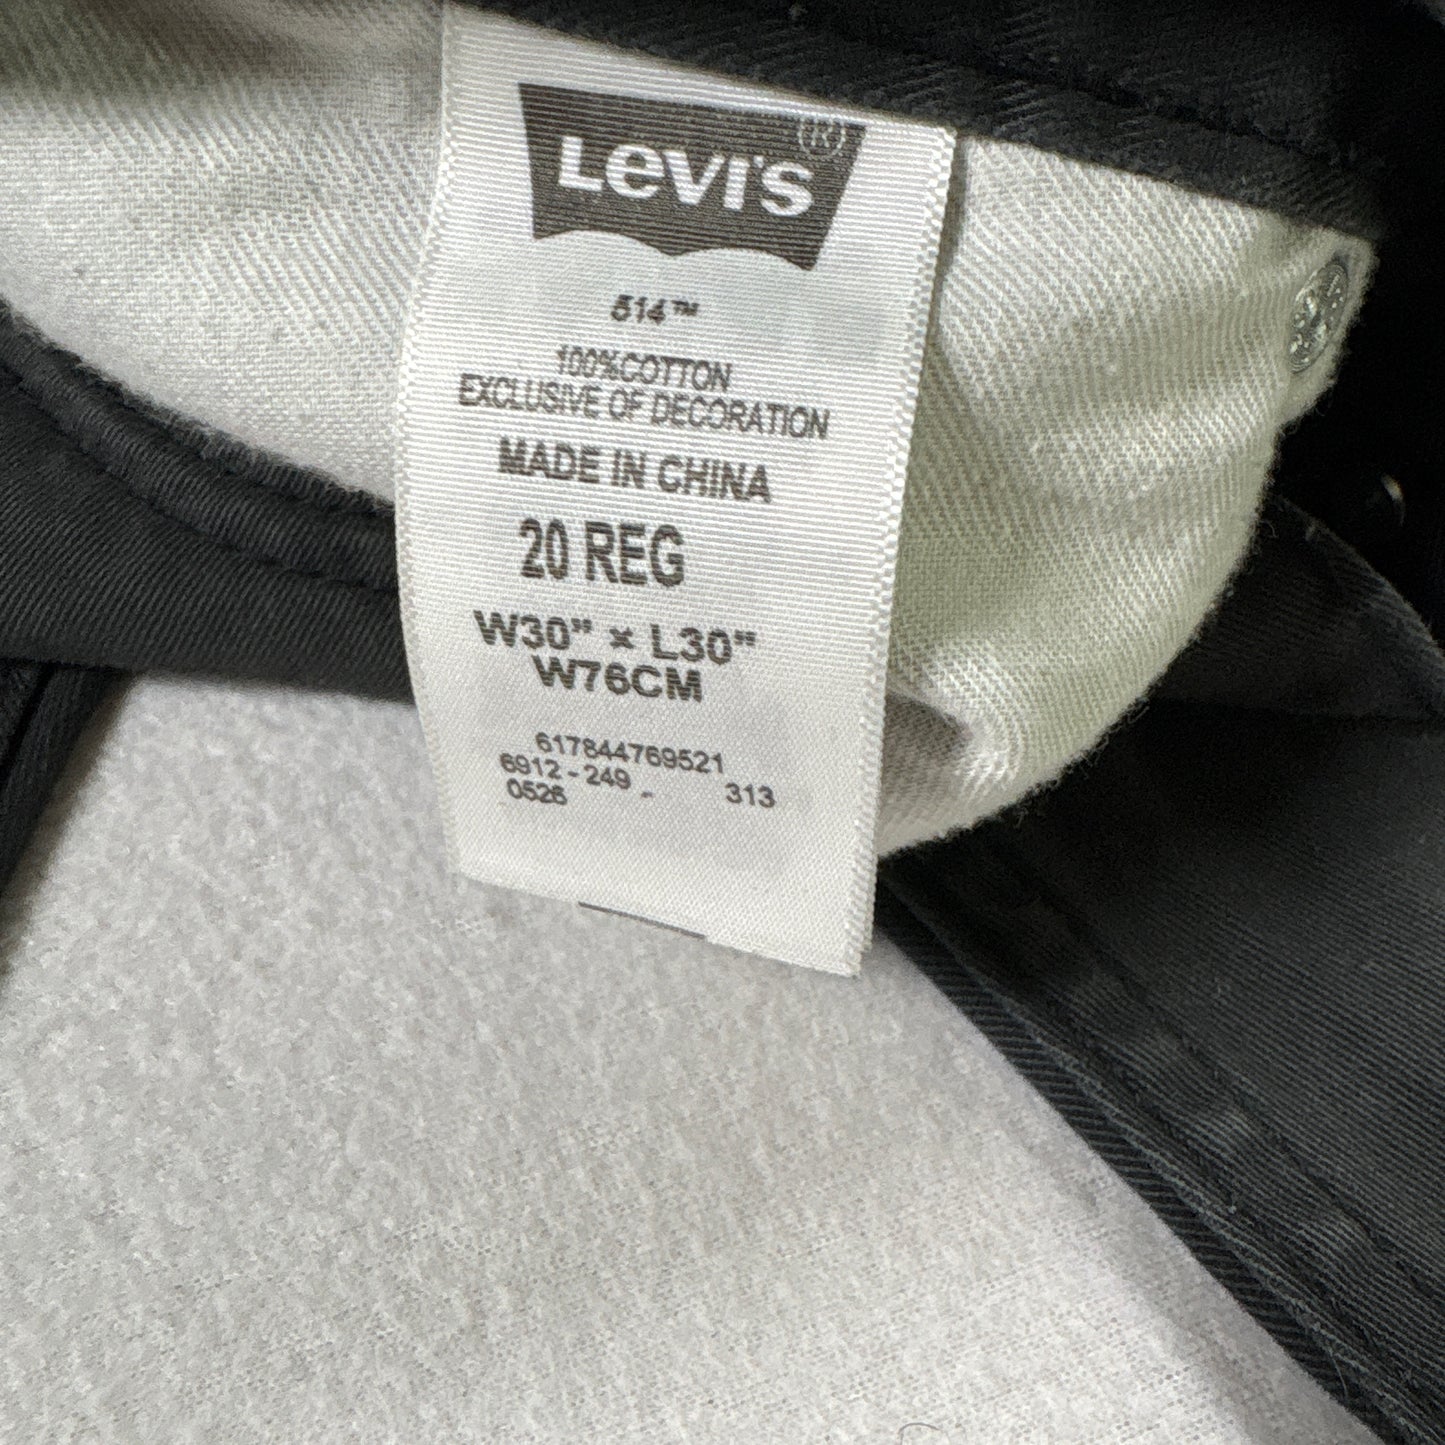 LEVI'S®
514™
100%COTTON
EXCLUSIVE OF DECORATION
MADE IN CHINA
20 REG
W30" × L30"
W76CM
617844769521
6912-249 - 313
0526